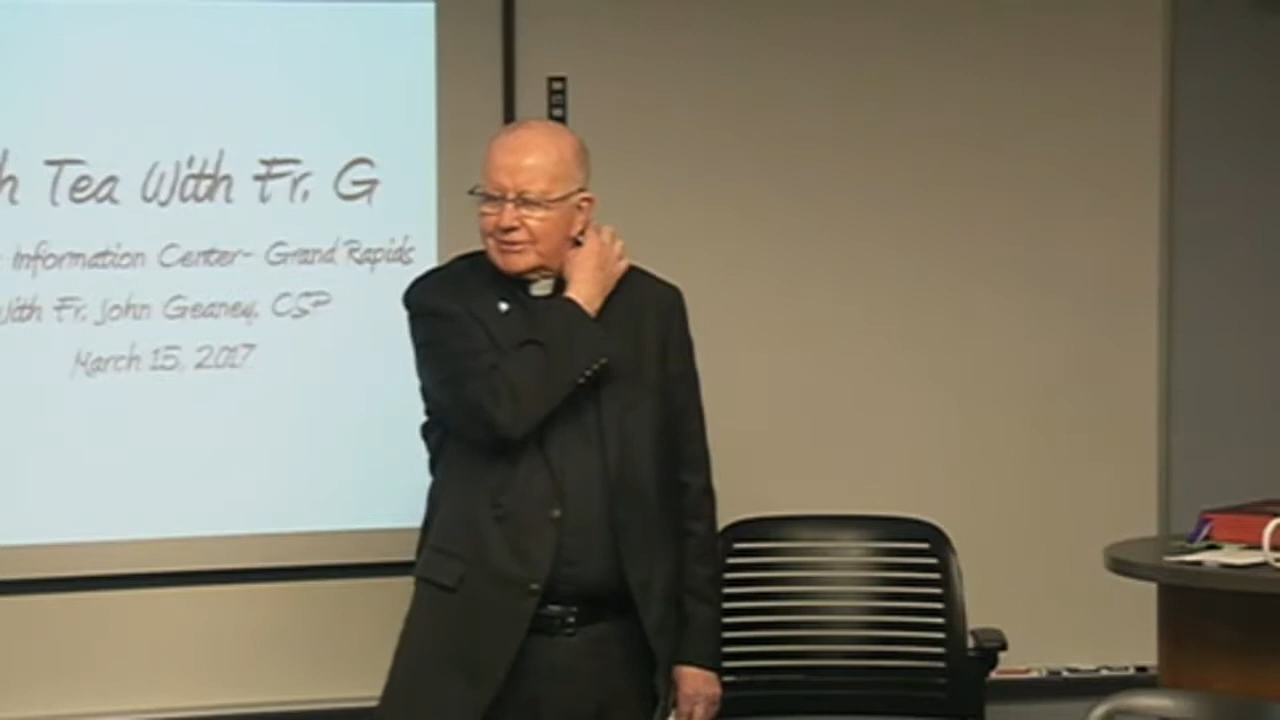 h Tea With Fr. G
Information Center- Grand Rapids
With Fr. John Geaney, CSP
March 15, 2017